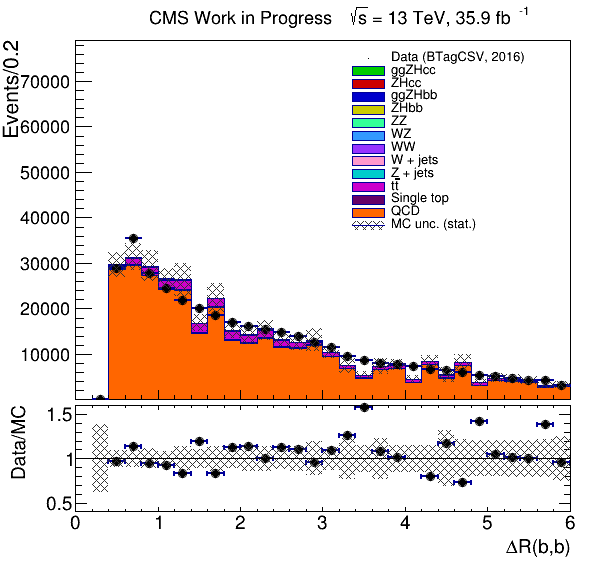 CMS Work in Progress √s = 13 TeV, 35.9 fb⁻¹
Events/0.2
70000
60000
50000
40000
30000
20000
10000
Data (BTagCSV, 2016)
ggZHcc
ZHcc
ggZHbb
ZHbb
ZZ
WZ
WW
W + jets
Z + jets
tt̅
Single top
QCD
MC unc. (stat.)
Data/MC
1.5
1
0.5
0 1 2 3 4 5 6
ΔR(b,b)